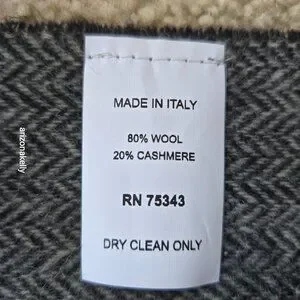 MADE IN ITALY
80% WOOL
20% CASHMERE
RN 75343
DRY CLEAN ONLY
arizonakelly